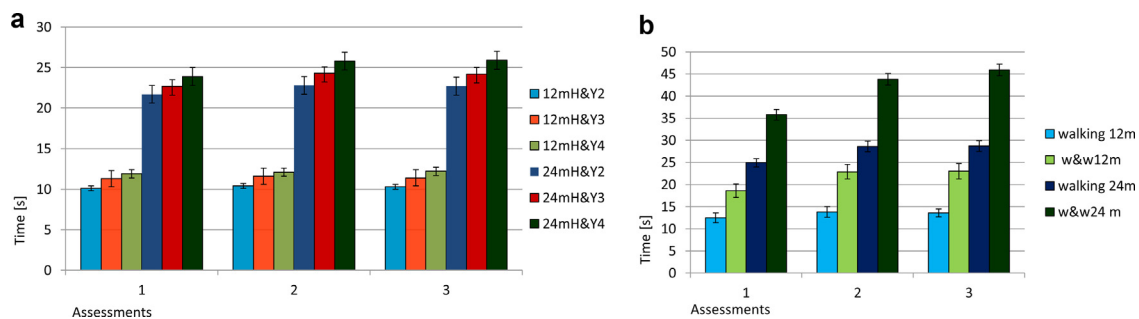 a
30
25
20
15
10
5
0
Time [s]
1 2 3
Assessments
12mH&Y2
12mH&Y3
12mH&Y4
24mH&Y2
24mH&Y3
24mH&Y4
b
50
45
40
35
30
25
20
15
10
5
0
Time [s]
1 2 3
Assessments
walking 12m
w&w12m
walking 24m
w&w24 m